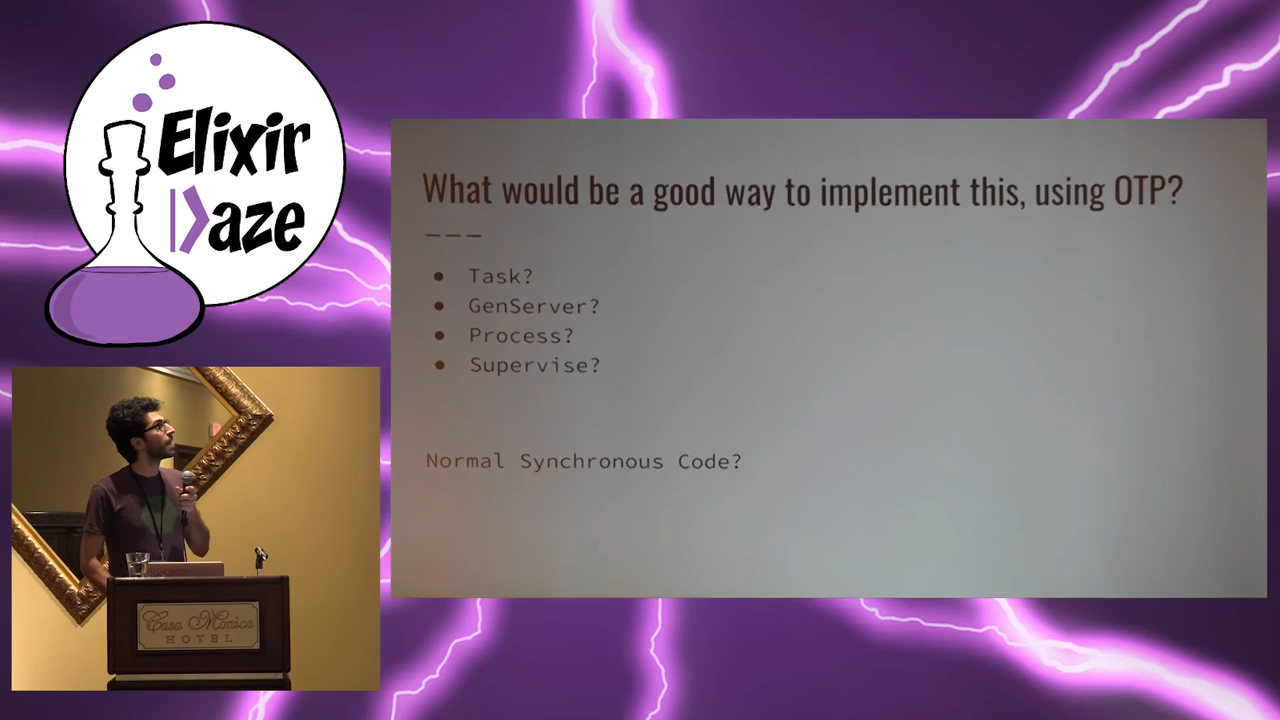 Elixir
Daze
What would be a good way to implement this, using OTP?
● Task?
● GenServer?
● Process?
● Supervise?
Normal Synchronous Code?
Casa Monica
HOTEL